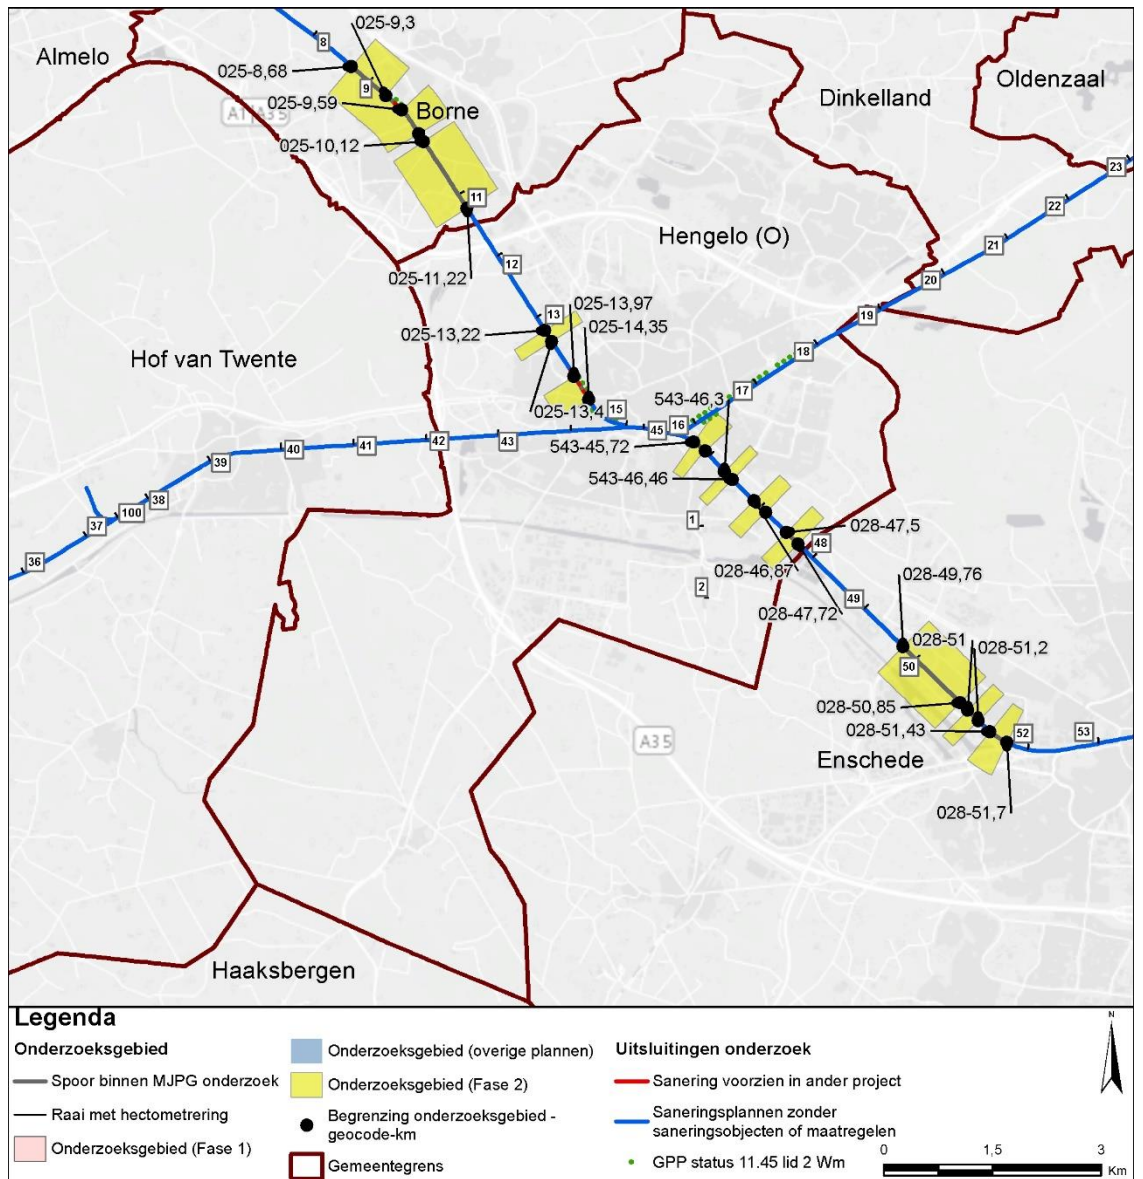 025-9,3
8
Almelo
025-8,68
Oldenzaal
9
Dinkelland
025-9,59
Borne
A1|A35
025-10,12
23
11
22
Hengelo (O)
21
12
025-11,22
20
025-13,97
13
19
025-14,35
025-13,22
18
Hof van Twente
17
543-46,3
025-13,4
15
16
45
43
42
41
40
543-45,72
39
543-46,46
38
100
37
1
028-47,5
48
36
028-46,87
028-49,76
2
49
028-47,72
028-51
028-51,2
50
028-50,85
028-51,43
52
53
A35
Enschede
028-51,7
Haaksbergen
Legenda
Onderzoeksgebied
Spoor binnen MJPG onderzoek
Raai met hectometrering
Onderzoeksgebied (Fase 1)
Onderzoeksgebied (overige plannen)
Onderzoeksgebied (Fase 2)
Begrenzing onderzoeksgebied -
geocode-km
Gemeentegrens
Uitsluitingen onderzoek
Sanering voorzien in ander project
Saneringsplannen zonder
saneringsobjecten of maatregelen
GPP status 11.45 lid 2 Wm
N
0 1,5 3
Km